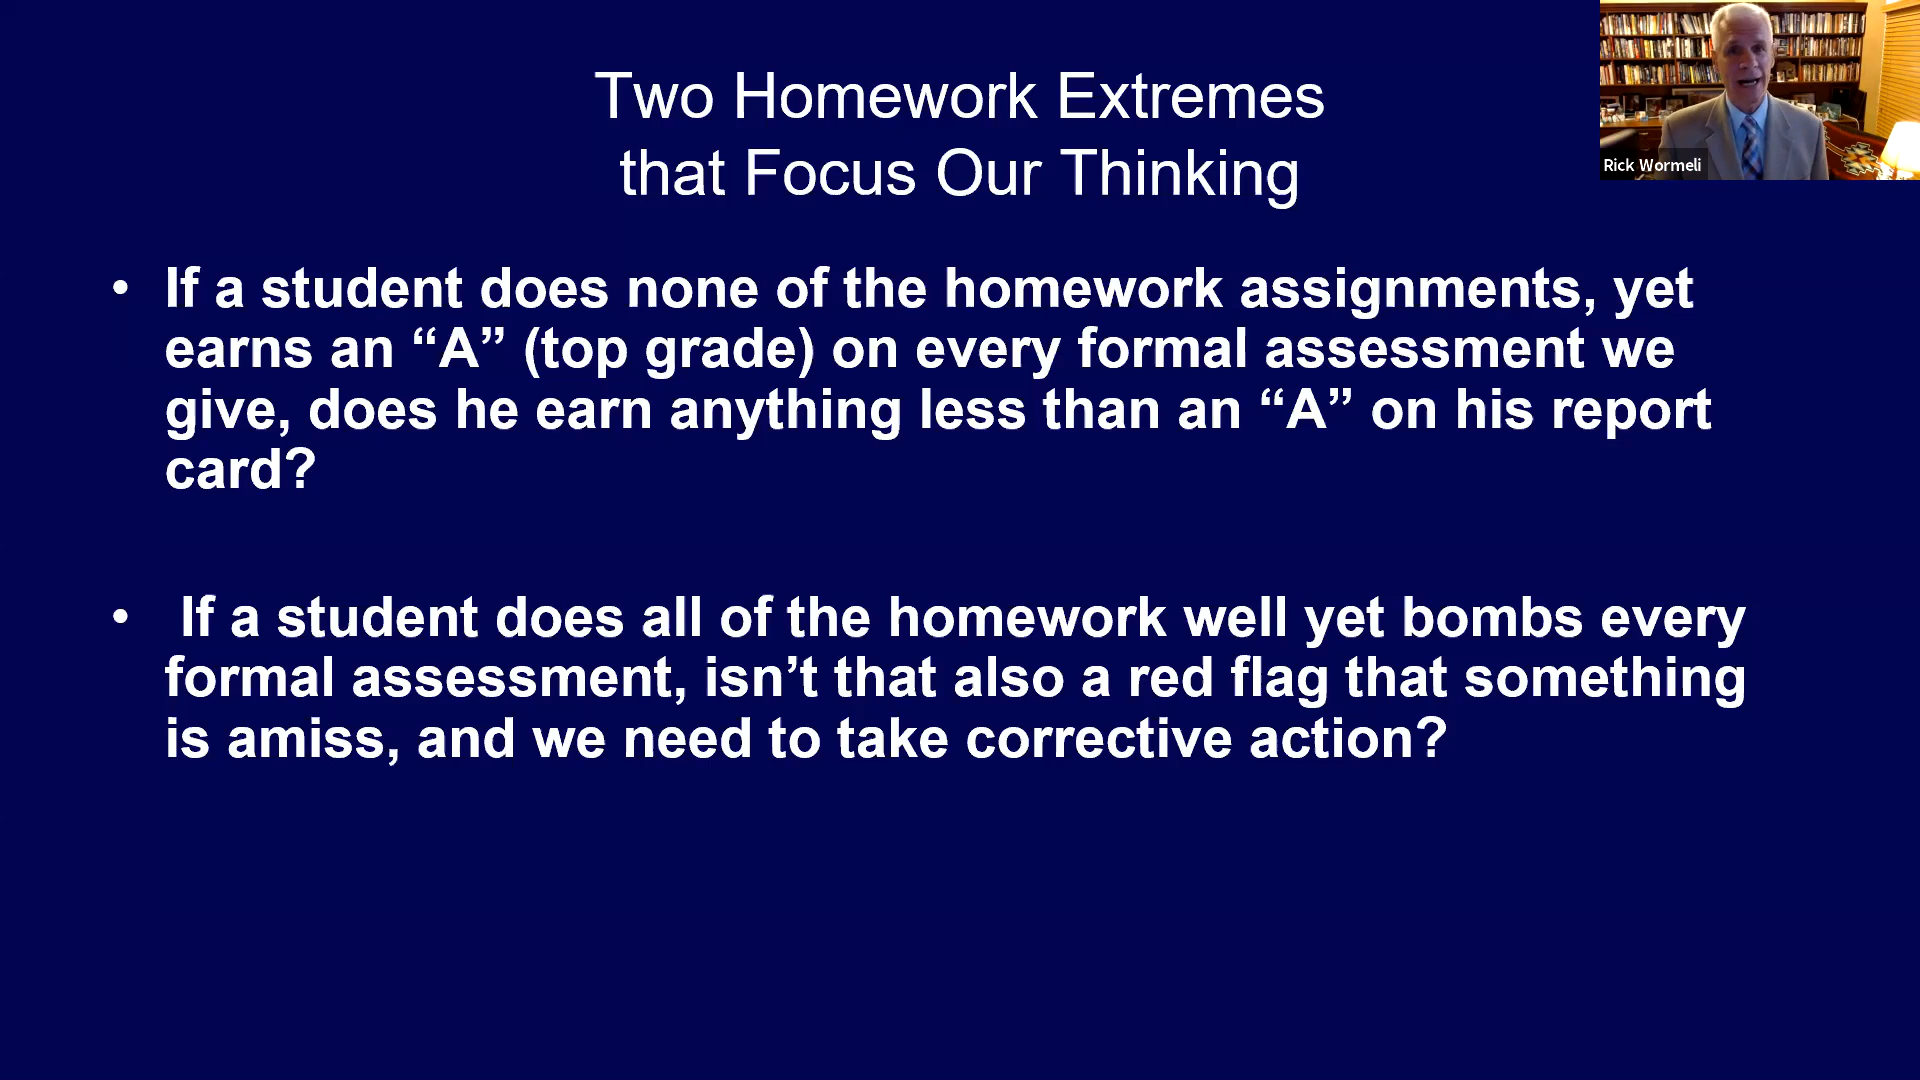 Two Homework Extremes
that Focus Our Thinking
Rick Wormeli
• If a student does none of the homework assignments, yet
earns an “A” (top grade) on every formal assessment we
give, does he earn anything less than an “A” on his report
card?
• If a student does all of the homework well yet bombs every
formal assessment, isn’t that also a red flag that something
is amiss, and we need to take corrective action?